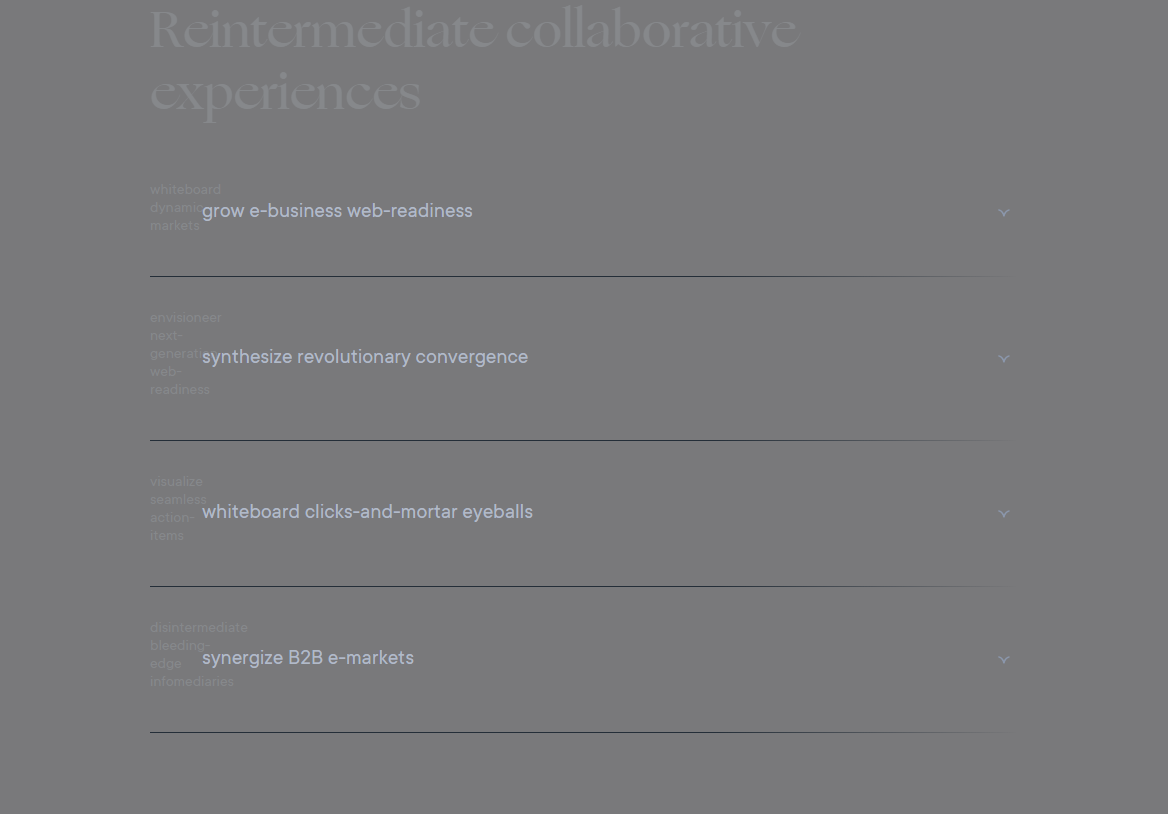 Reintermediate collaborative
experiences
whiteboard
dynamic
markets
grow e-business web-readiness
envisioneer
next-
generation
web-
readiness
synthesize revolutionary convergence
visualize
seamless
action-
items
whiteboard clicks-and-mortar eyeballs
disintermediate
bleeding-
edge
infomediaries
synergize B2B e-markets